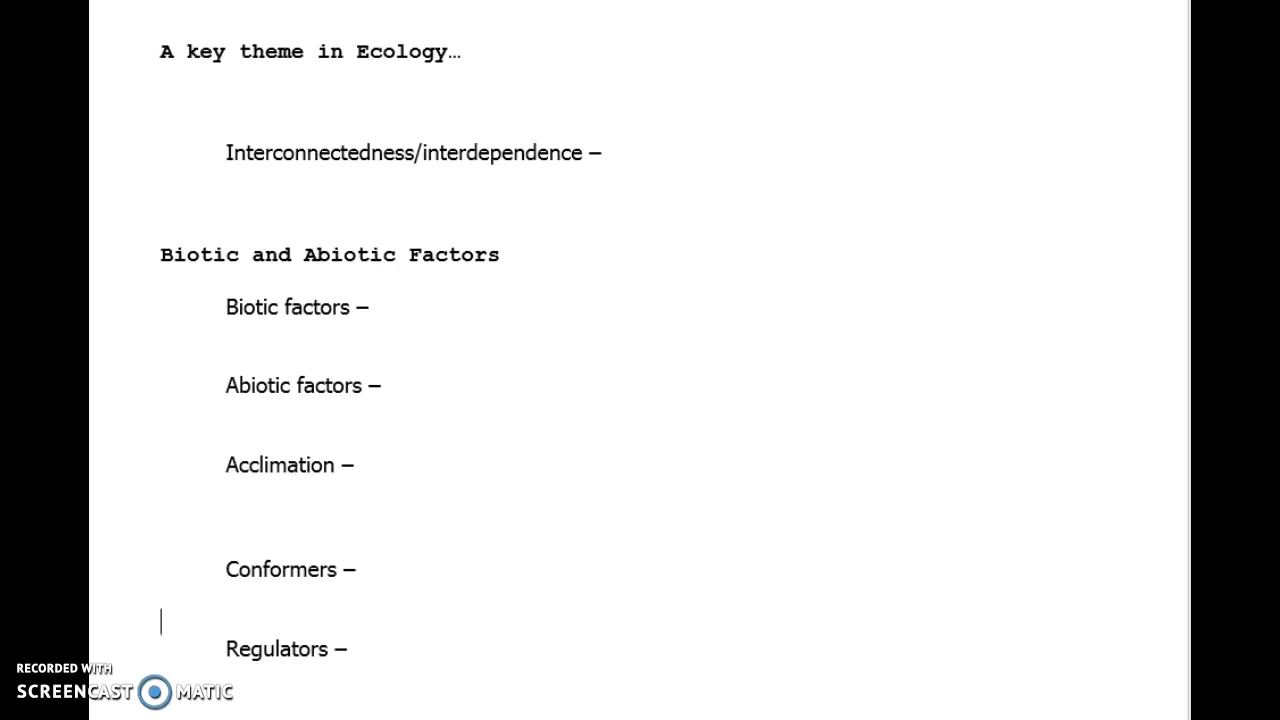 A key theme in Ecology…
Interconnectedness/interdependence –
Biotic and Abiotic Factors
Biotic factors –
Abiotic factors –
Acclimation –
Conformers –
Regulators –
RECORDED WITH
SCREENCAST MATIC